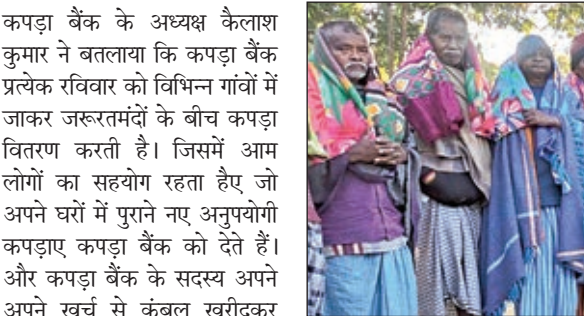 कपड़ा बैंक के अध्यक्ष कैलाश
कुमार ने बतलाया कि कपड़ा बैंक
प्रत्येक रविवार को विभिन्न गांवों में
जाकर जरूरतमंदों के बीच कपड़ा
वितरण करती है। जिसमें आम
लोगों का सहयोग रहता हैए जो
अपने घरों में पुराने नए अनुपयोगी
कपड़ाए कपड़ा बैंक को देते हैं।
और कपड़ा बैंक के सदस्य अपने
अपने खर्च से कंबल खरीदकर